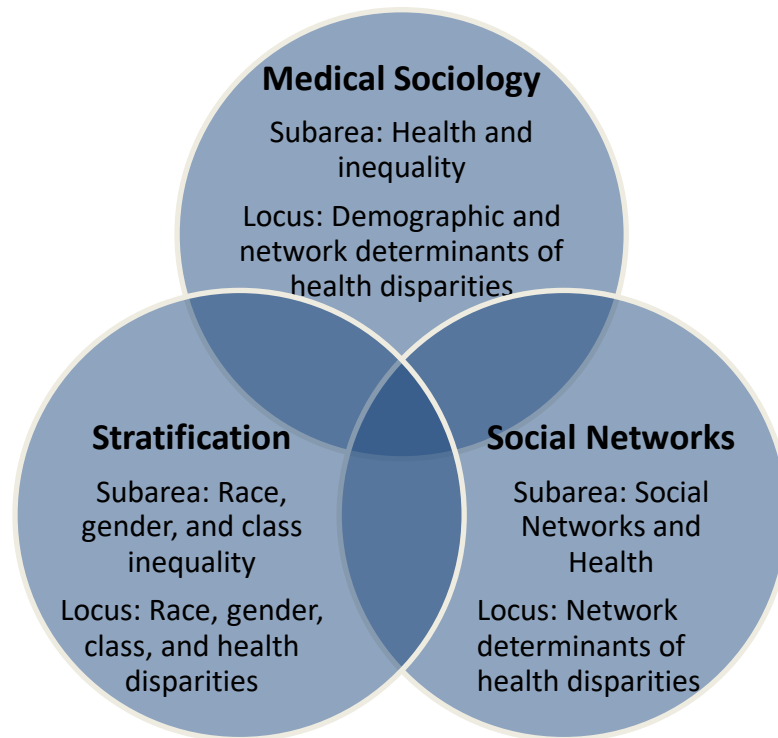 Medical Sociology
Subarea: Health and
inequality
Locus: Demographic and
network determinants of
health disparities
Stratification
Subarea: Race,
gender, and class
inequality
Locus: Race, gender,
class, and health
disparities
Social Networks
Subarea: Social
Networks and
Health
Locus: Network
determinants of
health disparities